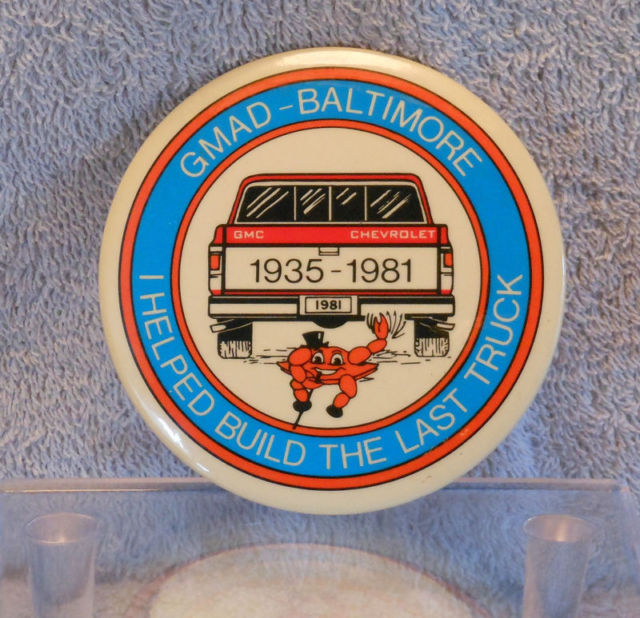 GMAD - BALTIMORE
GMC CHEVROLET
1935 - 1981
1981
I HELPED BUILD THE LAST TRUCK